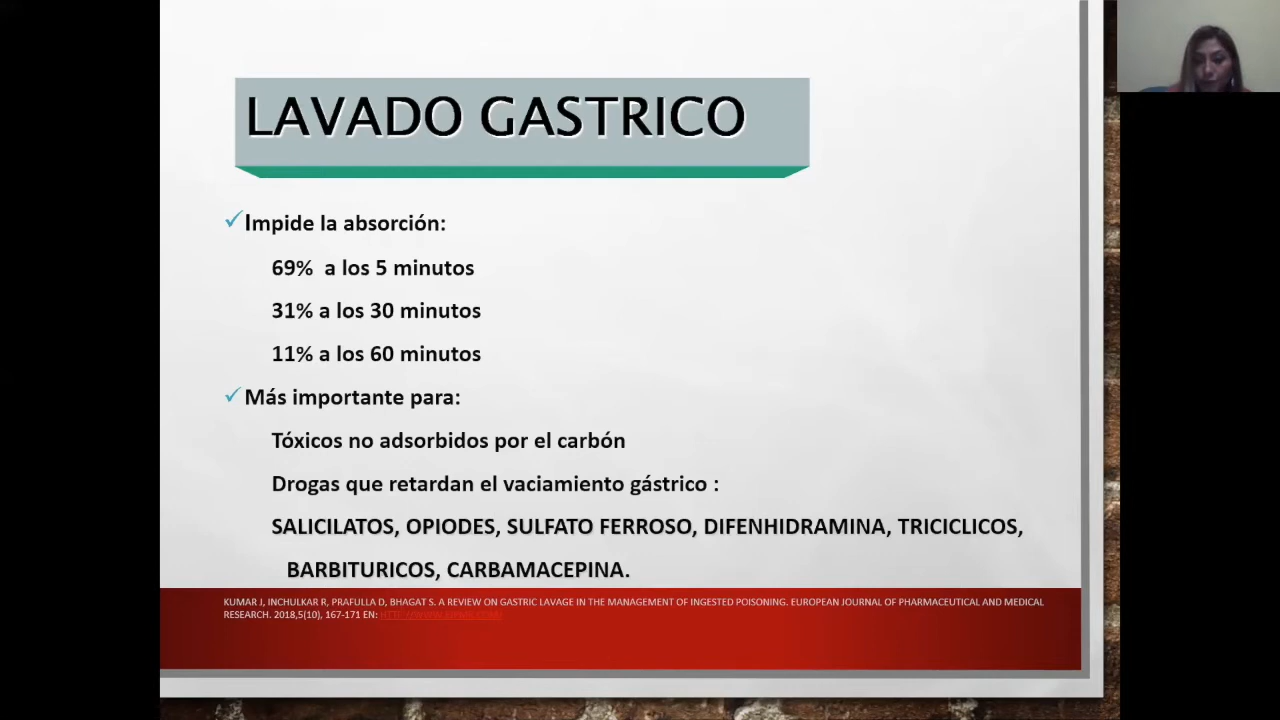 LAVADO GASTRICO
Impide la absorción:
69% a los 5 minutos
31% a los 30 minutos
11% a los 60 minutos
Más importante para:
Tóxicos no adsorbidos por el carbón
Drogas que retardan el vaciamiento gástrico :
SALICILATOS, OPIODES, SULFATO FERROSO, DIFENHIDRAMINA, TRICICLICOS,
BARBITURICOS, CARBAMACEPINA.
KUMAR J, INCHULKAR R, PRAFULLA D, BHAGAT S. A REVIEW ON GASTRIC LAVAGE IN THE MANAGEMENT OF INGESTED POISONING. EUROPEAN JOURNAL OF PHARMACEUTICAL AND MEDICAL
RESEARCH. 2018,5(10), 167-171 EN: